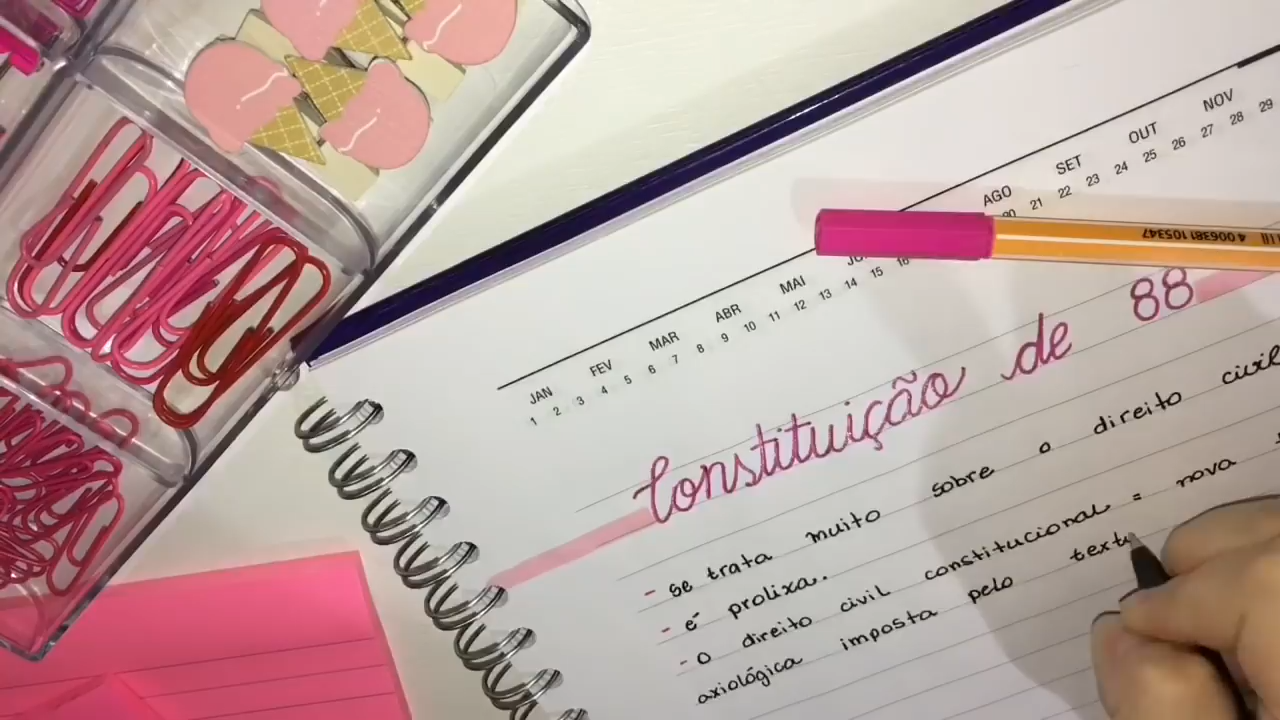 JAN FEV MAR ABR MAI AGO SET OUT NOV
1 2 3 4 5 6 7 8 9 10 11 12 13 14 15 16 21 22 23 24 25 26 27 28 29
4 006381 105347
Constituição de 88
- se trata muito sobre o direito civil
- é prolixa.
- o direito civil constitucional = nova
axiológica imposta pelo textu